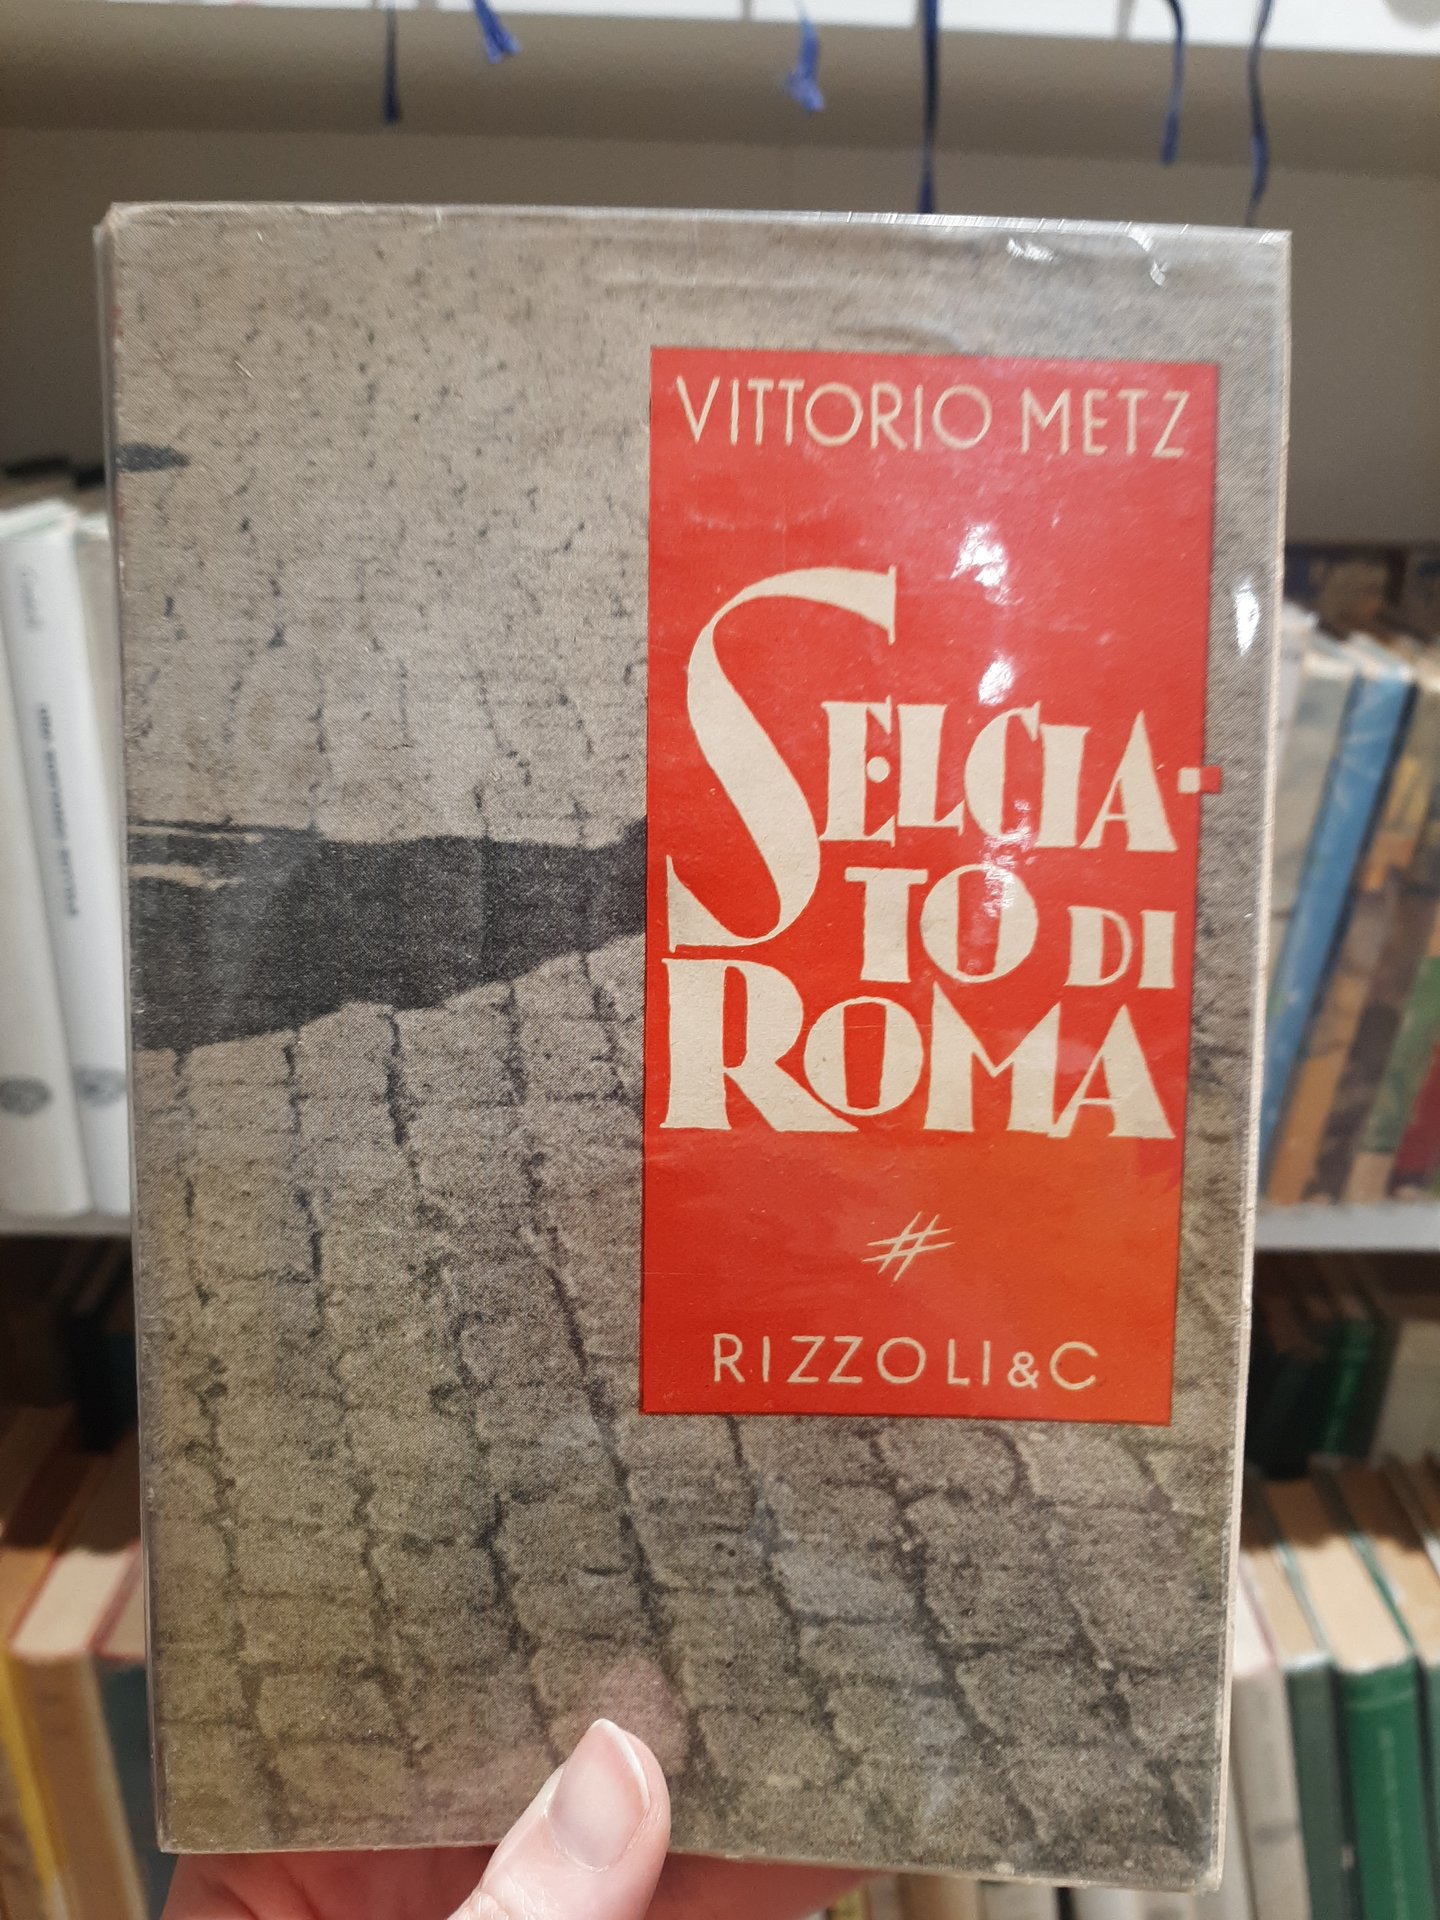 VITTORIO METZ
SELCIA-
TO DI
ROMA
#
RIZZOLI & C